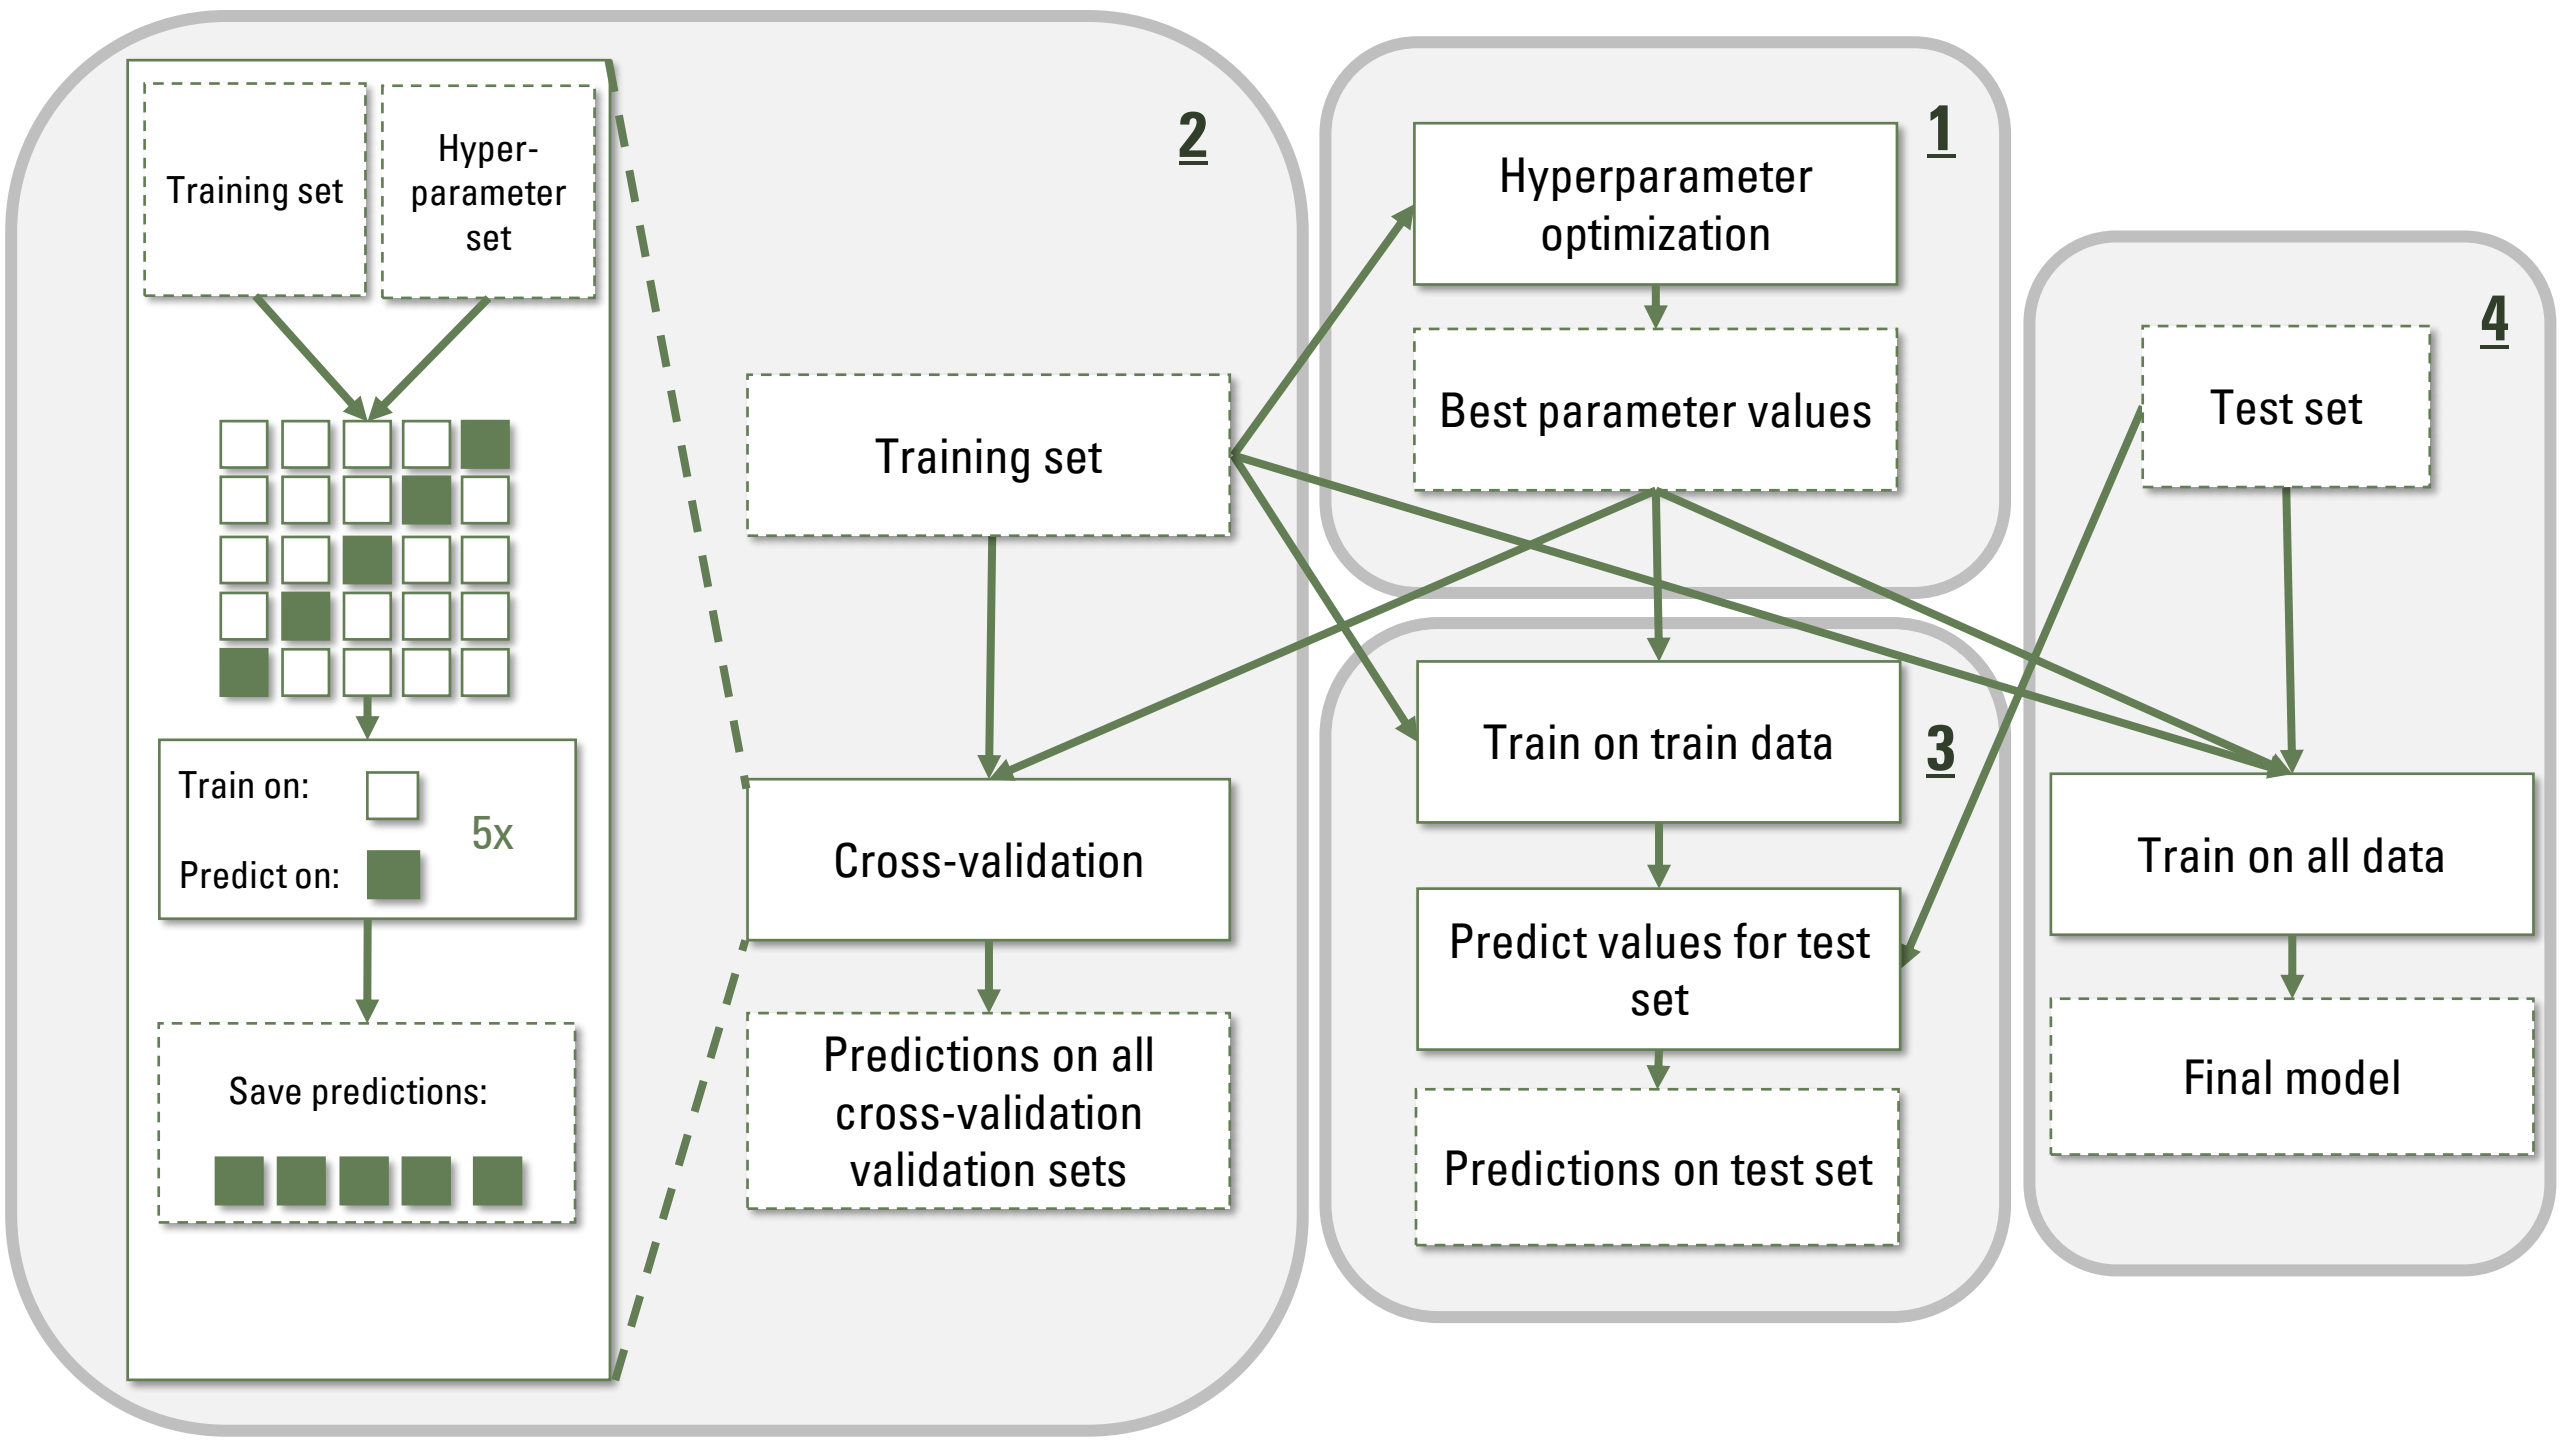 2
Training set
Hyper-
parameter
set
Train on:
Predict on:
5x
Save predictions:
Training set
Cross-validation
Predictions on all
cross-validation
validation sets
1
Hyperparameter
optimization
Best parameter values
3
Train on train data
Predict values for test
set
Predictions on test set
4
Test set
Train on all data
Final model